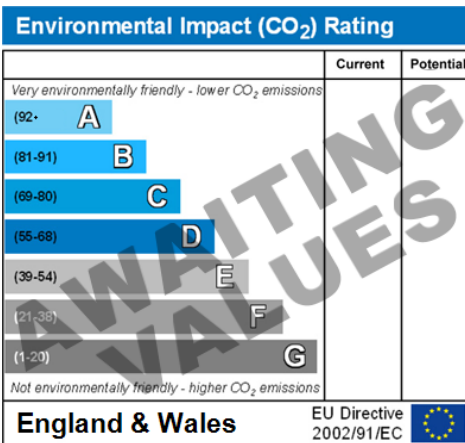 Environmental Impact (CO₂) Rating
Current Potential
Very environmentally friendly - lower CO₂ emissions
(92+ A
(81-91) B
(69-80) C
(55-68) D
(39-54) E
(21-38) F
(1-20) G
AWAITING
VALUES
Not environmentally friendly - higher CO₂ emissions
England & Wales
EU Directive
2002/91/EC